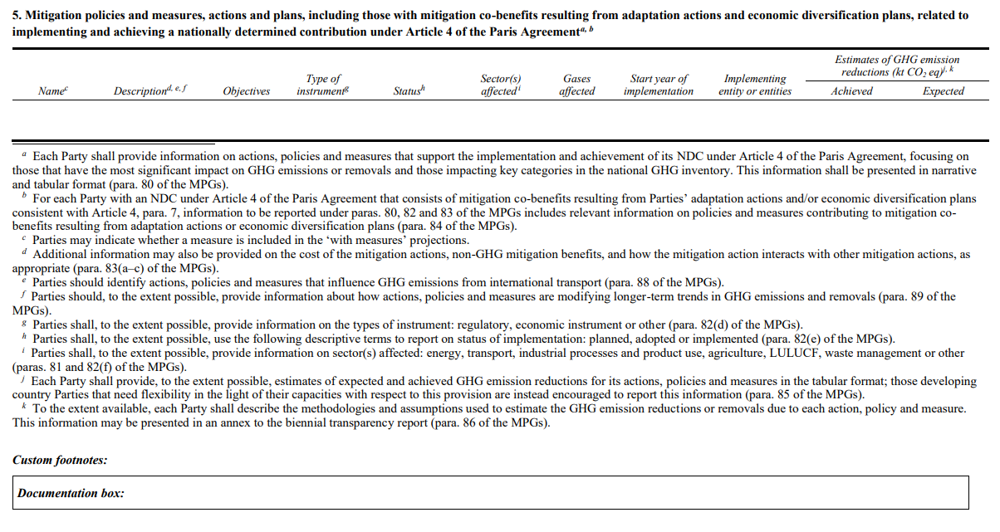 5. Mitigation policies and measures, actions and plans, including those with mitigation co-benefits resulting from adaptation actions and economic diversification plans, related to
implementing and achieving a nationally determined contribution under Article 4 of the Paris Agreementa, b
Estimates of GHG emission
reductions (kt CO2 eq)j, k
Namec Descriptiond, e, f Objectives Type of instrumentg Statush Sector(s) affectedi Gases affected Start year of implementation Implementing entity or entities Achieved Expected
a Each Party shall provide information on actions, policies and measures that support the implementation and achievement of its NDC under Article 4 of the Paris Agreement, focusing on
those that have the most significant impact on GHG emissions or removals and those impacting key categories in the national GHG inventory. This information shall be presented in narrative
and tabular format (para. 80 of the MPGs).
b For each Party with an NDC under Article 4 of the Paris Agreement that consists of mitigation co-benefits resulting from Parties’ adaptation actions and/or economic diversification plans
consistent with Article 4, para. 7, information to be reported under paras. 80, 82 and 83 of the MPGs includes relevant information on policies and measures contributing to mitigation co-
benefits resulting from adaptation actions or economic diversification plans (para. 84 of the MPGs).
c Parties may indicate whether a measure is included in the ‘with measures’ projections.
d Additional information may also be provided on the cost of the mitigation actions, non-GHG mitigation benefits, and how the mitigation action interacts with other mitigation actions, as
appropriate (para. 83(a–c) of the MPGs).
e Parties should identify actions, policies and measures that influence GHG emissions from international transport (para. 88 of the MPGs).
f Parties should, to the extent possible, provide information about how actions, policies and measures are modifying longer-term trends in GHG emissions and removals (para. 89 of the
MPGs).
g Parties shall, to the extent possible, provide information on the types of instrument: regulatory, economic instrument or other (para. 82(d) of the MPGs).
h Parties shall, to the extent possible, use the following descriptive terms to report on status of implementation: planned, adopted or implemented (para. 82(e) of the MPGs).
i Parties shall, to the extent possible, provide information on sector(s) affected: energy, transport, industrial processes and product use, agriculture, LULUCF, waste management or other
(paras. 81 and 82(f) of the MPGs).
j Each Party shall provide, to the extent possible, estimates of expected and achieved GHG emission reductions for its actions, policies and measures in the tabular format; those developing
country Parties that need flexibility in the light of their capacities with respect to this provision are instead encouraged to report this information (para. 85 of the MPGs).
k To the extent available, each Party shall describe the methodologies and assumptions used to estimate the GHG emission reductions or removals due to each action, policy and measure.
This information may be presented in an annex to the biennial transparency report (para. 86 of the MPGs).
Custom footnotes:
Documentation box: